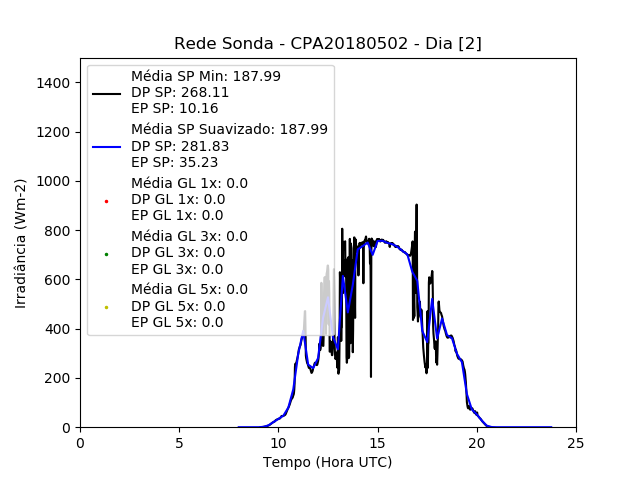 Rede Sonda - CPA20180502 - Dia [2]
Média SP Min: 187.99
DP SP: 268.11
EP SP: 10.16
Média SP Suavizado: 187.99
DP SP: 281.83
EP SP: 35.23
Média GL 1x: 0.0
DP GL 1x: 0.0
EP GL 1x: 0.0
Média GL 3x: 0.0
DP GL 3x: 0.0
EP GL 3x: 0.0
Média GL 5x: 0.0
DP GL 5x: 0.0
EP GL 5x: 0.0
Irradiância (Wm-2)
1400
1200
1000
800
600
400
200
0
0 5 10 15 20 25
Tempo (Hora UTC)